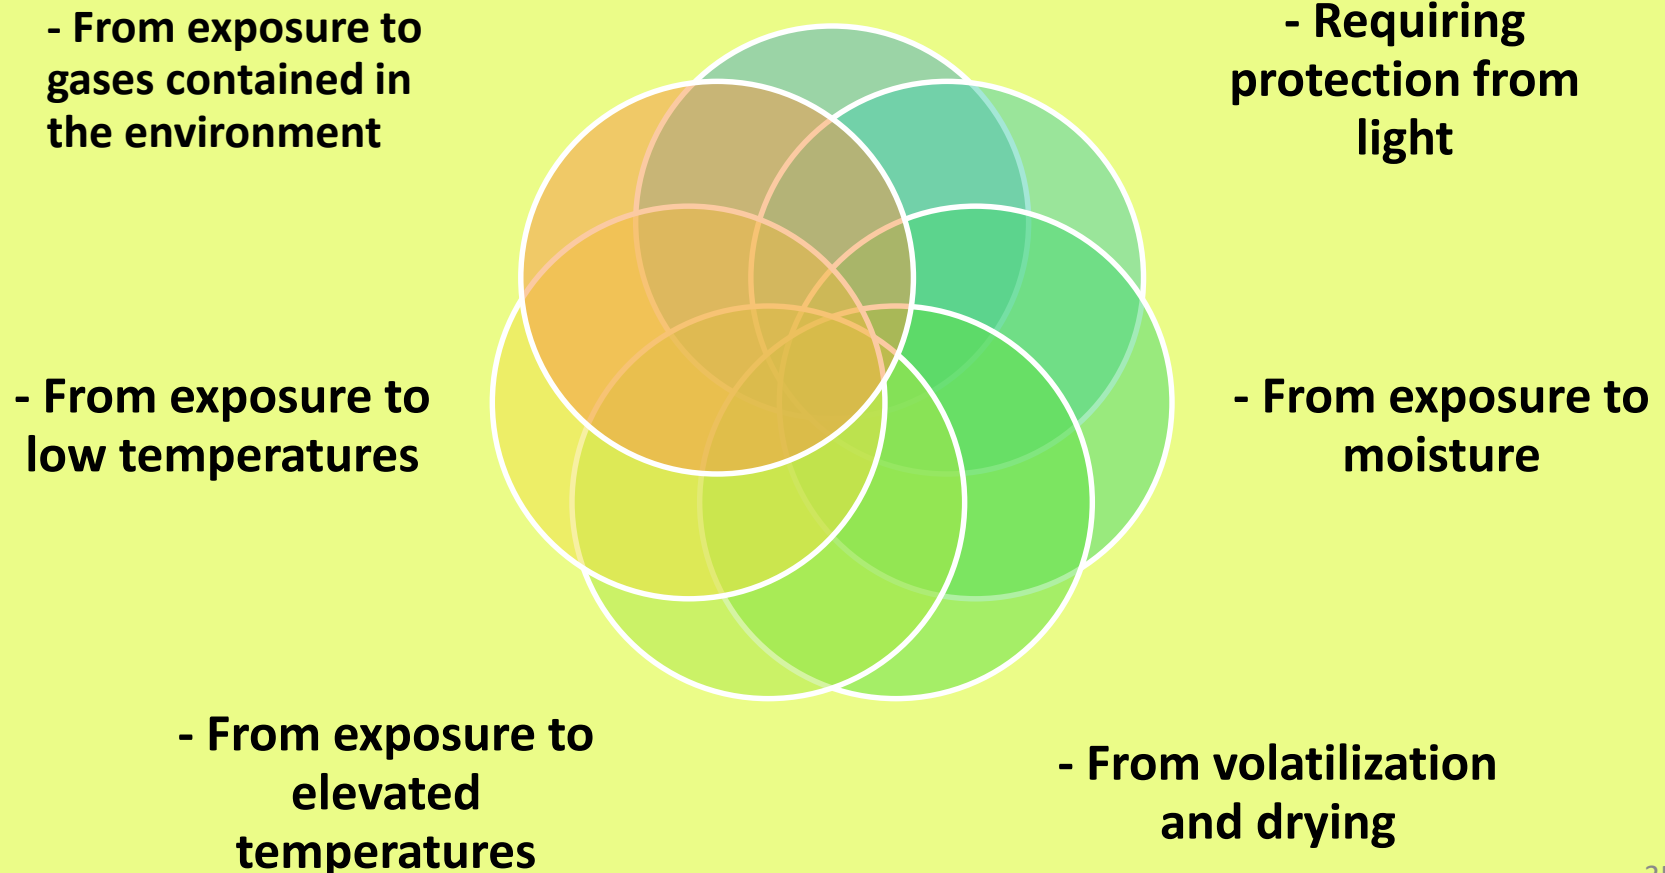 - From exposure to
gases contained in
the environment
- Requiring
protection from
light
- From exposure to
low temperatures
- From exposure to
moisture
- From exposure to
elevated
temperatures
- From volatilization
and drying